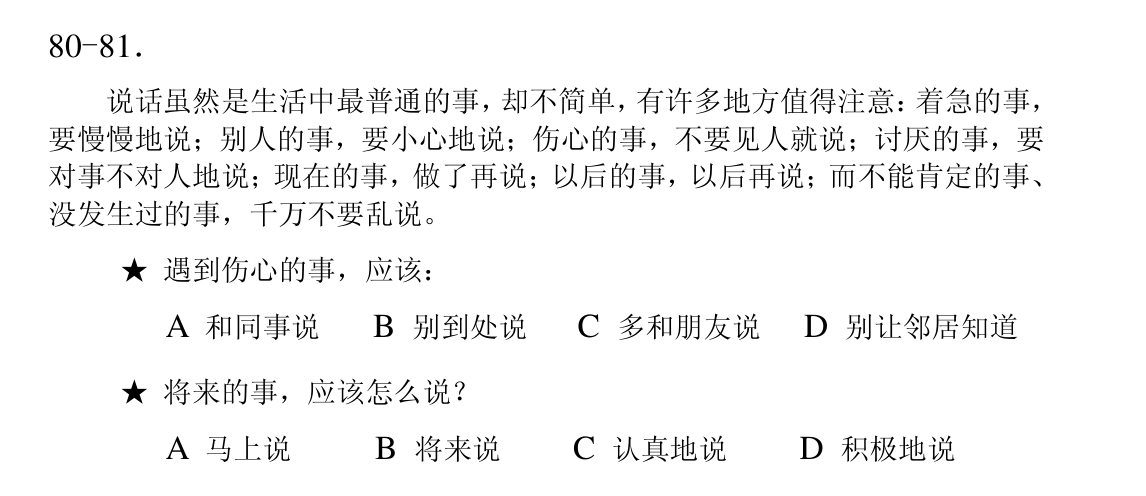 80-81.
说话虽然是生活中最普通的事，却不简单，有许多地方值得注意：着急的事，
要慢慢地说；别人的事，要小心地说；伤心的事，不要见人就说；讨厌的事，要
对事不对人地说；现在的事，做了再说；以后的事，以后再说；而不能肯定的事、
没发生过的事，千万不要乱说。
★ 遇到伤心的事，应该：
A 和同事说 B 别到处说 C 多和朋友说 D 别让邻居知道
★ 将来的事，应该怎么说？
A 马上说 B 将来说 C 认真地说 D 积极地说